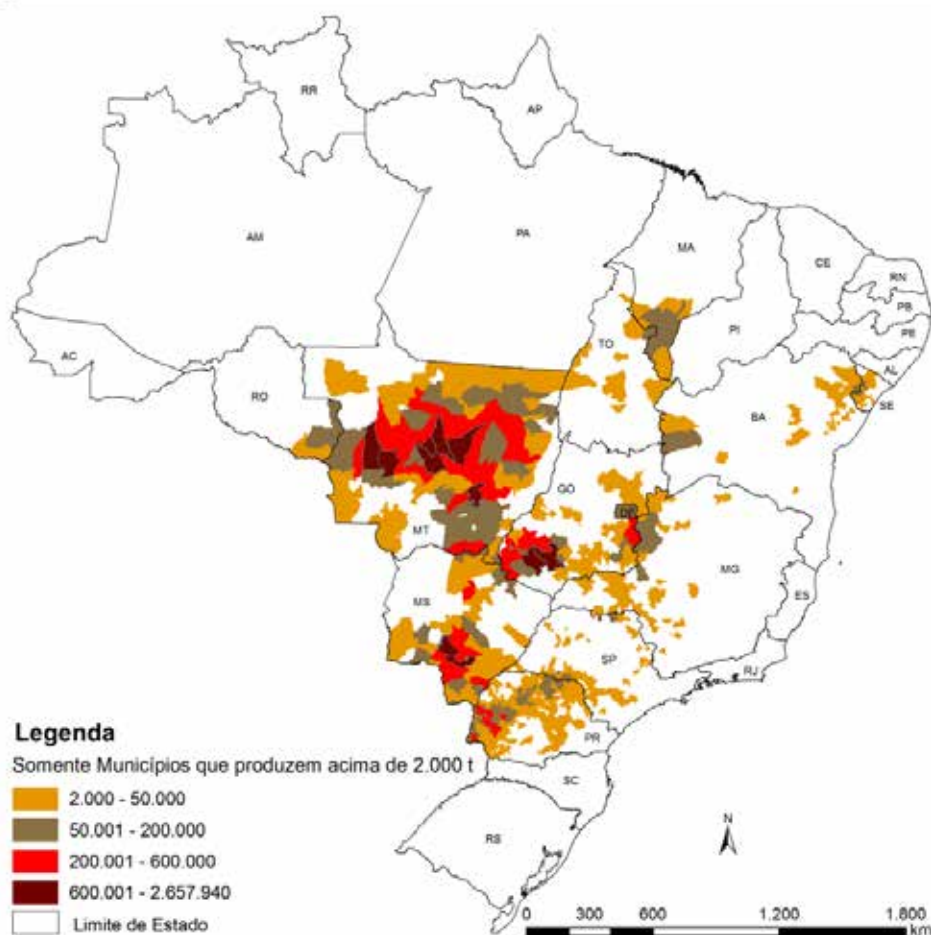 RR
AP
AM
PA
MA
CE
RN
PB
PE
PI
AL
SE
AC
TO
RO
BA
GO
DF
MT
MG
MS
ES
SP
RJ
PR
SC
RS
N
Legenda
Somente Municípios que produzem acima de 2.000 t
2.000 - 50.000
50.001 - 200.000
200.001 - 600.000
600.001 - 2.657.940
Limite de Estado
0 300 600 1.200 1.800
km